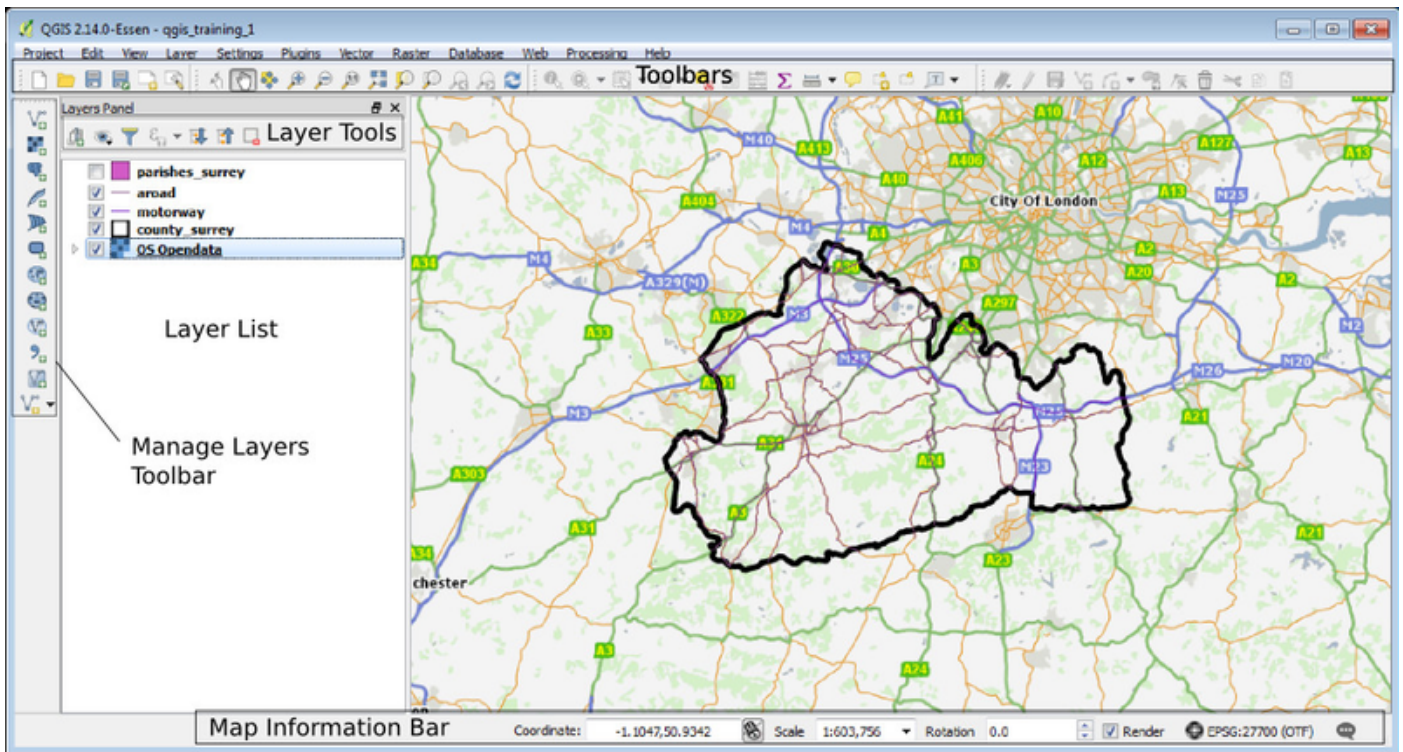 QGIS 2.14.0-Essen - qgis_training_1
Project Edit View Layer Settings Plugins Vector Raster Database Web Processing Help
Toolbars
Layers Panel
Layer Tools
parishes_surrey
aroad
motorway
county_surrey
OS Opendata
Layer List
Manage Layers
Toolbar
A41
A10
M40
A413
A406
A12
A127
A13
A40
A404
City Of London
A13
M25
M4
A4
A34
M4
A30
A3
A2
A20
A2
A329(M)
A297
A322
M3
A33
M2
M25
M20
M26
A331
M3
M25
A21
A31
A24
M23
A303
A3
A31
A21
A23
A34
chester
A3
A24
Map Information Bar
Coordinate: -1.1047,50.9342 Scale 1:603,756 Rotation 0.0 Render EPSG:27700 (OTF)